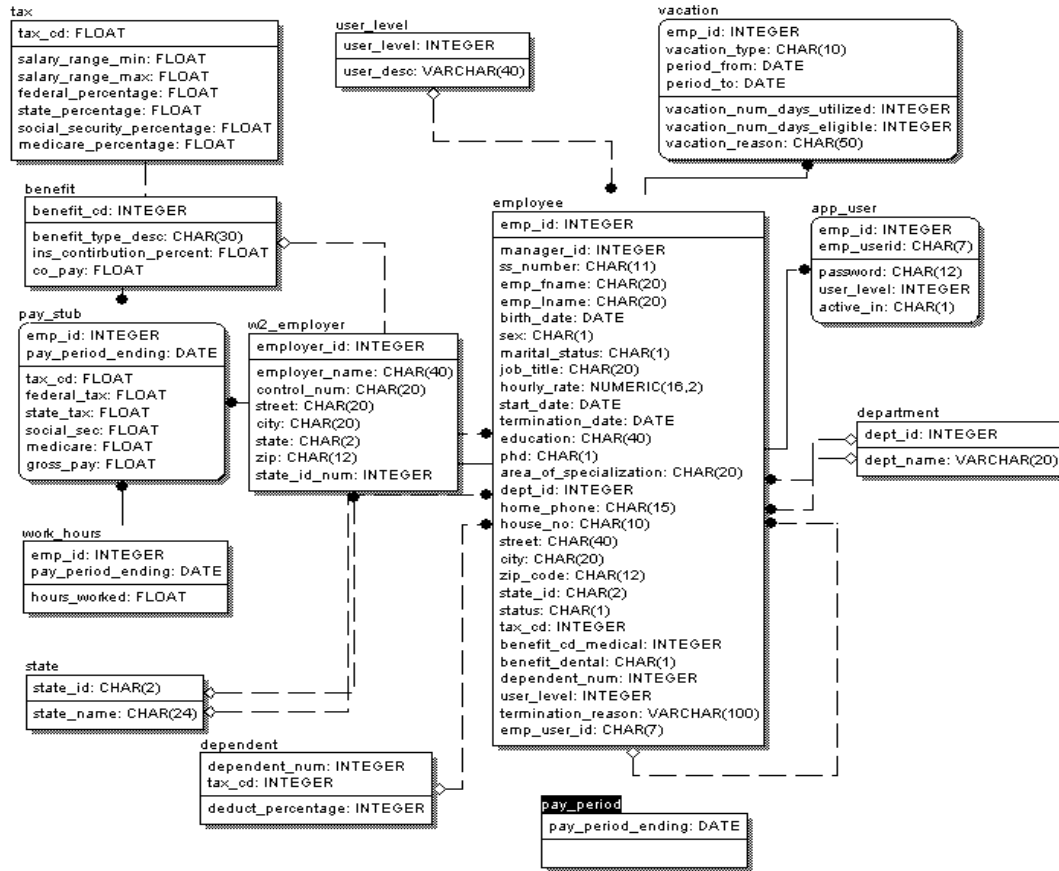 tax
tax_cd: FLOAT
salary_range_min: FLOAT
salary_range_max: FLOAT
federal_percentage: FLOAT
state_percentage: FLOAT
social_security_percentage: FLOAT
medicare_percentage: FLOAT
user_level
user_level: INTEGER
user_desc: VARCHAR(40)
vacation
emp_id: INTEGER
vacation_type: CHAR(10)
period_from: DATE
period_to: DATE
vacation_num_days_utilized: INTEGER
vacation_num_days_eligible: INTEGER
vacation_reason: CHAR(50)
benefit
benefit_cd: INTEGER
benefit_type_desc: CHAR(30)
ins_contirbution_percent: FLOAT
co_pay: FLOAT
employee
emp_id: INTEGER
manager_id: INTEGER
ss_number: CHAR(11)
emp_fname: CHAR(20)
emp_lname: CHAR(20)
birth_date: DATE
sex: CHAR(1)
marital_status: CHAR(1)
job_title: CHAR(20)
hourly_rate: NUMERIC(16,2)
start_date: DATE
termination_date: DATE
education: CHAR(40)
phd: CHAR(1)
area_of_specialization: CHAR(20)
dept_id: INTEGER
home_phone: CHAR(15)
house_no: CHAR(10)
street: CHAR(40)
city: CHAR(20)
zip_code: CHAR(12)
state_id: CHAR(2)
status: CHAR(1)
tax_cd: INTEGER
benefit_cd_medical: INTEGER
benefit_dental: CHAR(1)
dependent_num: INTEGER
user_level: INTEGER
termination_reason: VARCHAR(100)
emp_user_id: CHAR(7)
app_user
emp_id: INTEGER
emp_userid: CHAR(7)
password: CHAR(12)
user_level: INTEGER
active_in: CHAR(1)
pay_stub
emp_id: INTEGER
pay_period_ending: DATE
tax_cd: FLOAT
federal_tax: FLOAT
state_tax: FLOAT
social_sec: FLOAT
medicare: FLOAT
gross_pay: FLOAT
w2_employer
employer_id: INTEGER
employer_name: CHAR(40)
control_num: CHAR(20)
street: CHAR(20)
city: CHAR(20)
state: CHAR(2)
zip: CHAR(12)
state_id_num: INTEGER
department
dept_id: INTEGER
dept_name: VARCHAR(20)
work_hours
emp_id: INTEGER
pay_period_ending: DATE
hours_worked: FLOAT
state
state_id: CHAR(2)
state_name: CHAR(24)
dependent
dependent_num: INTEGER
tax_cd: INTEGER
deduct_percentage: INTEGER
pay_period
pay_period_ending: DATE